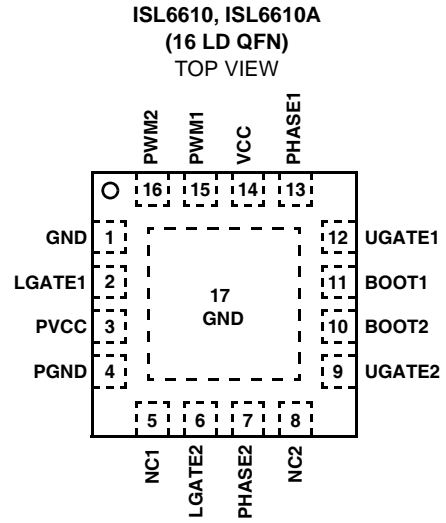 ISL6610, ISL6610A
(16 LD QFN)
TOP VIEW
PWM2
PWM1
VCC
PHASE1
16
15
14
13
GND 1
12 UGATE1
LGATE1 2
11 BOOT1
17
GND
PVCC 3
10 BOOT2
PGND 4
9 UGATE2
5
6
7
8
NC1
LGATE2
PHASE2
NC2